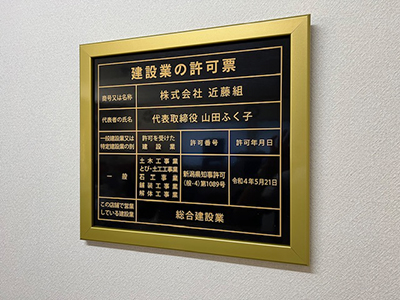 建設業の許可票
商号又は名称 株式会社 近藤組
代表者の氏名 代表取締役 山田ふく子
一般建設業又は特定建設業の別 許可を受けた建設業 許可番号 許可年月日
一般
土木工事業
とび・土工工事業
石工事業
舗装工事業
解体工事業
新潟県知事許可
(般-4)第1089号
令和4年5月21日
この店舗で営業している建設業 総合建設業